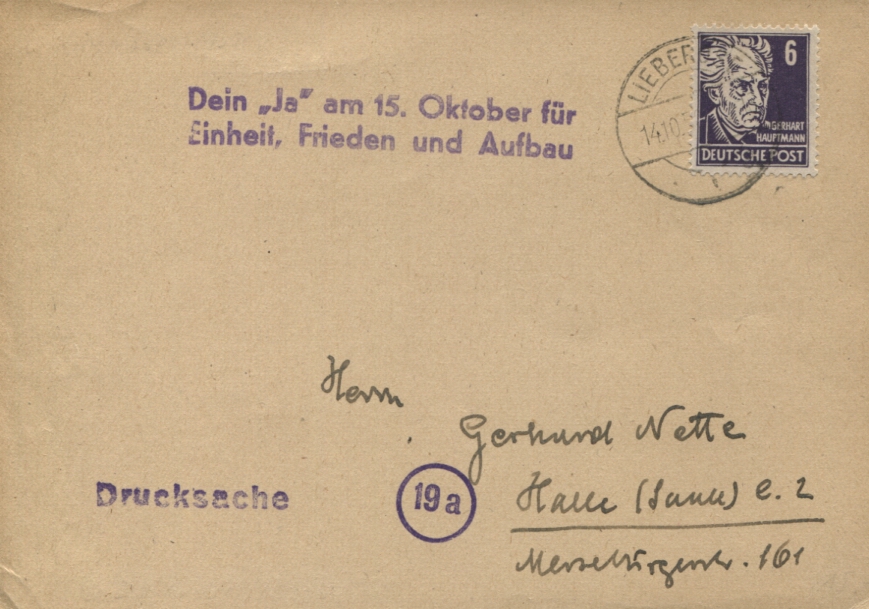 Dein „Ja" am 15. Oktober für
Einheit, Frieden und Aufbau
LIEBER
14.10.5
6
GERHART
HAUPTMANN
DEUTSCHE POST
Herrn
Gerhard Nette
Drucksache
19a
Halle (Saale) C. 2
Merseburgerstr. 161